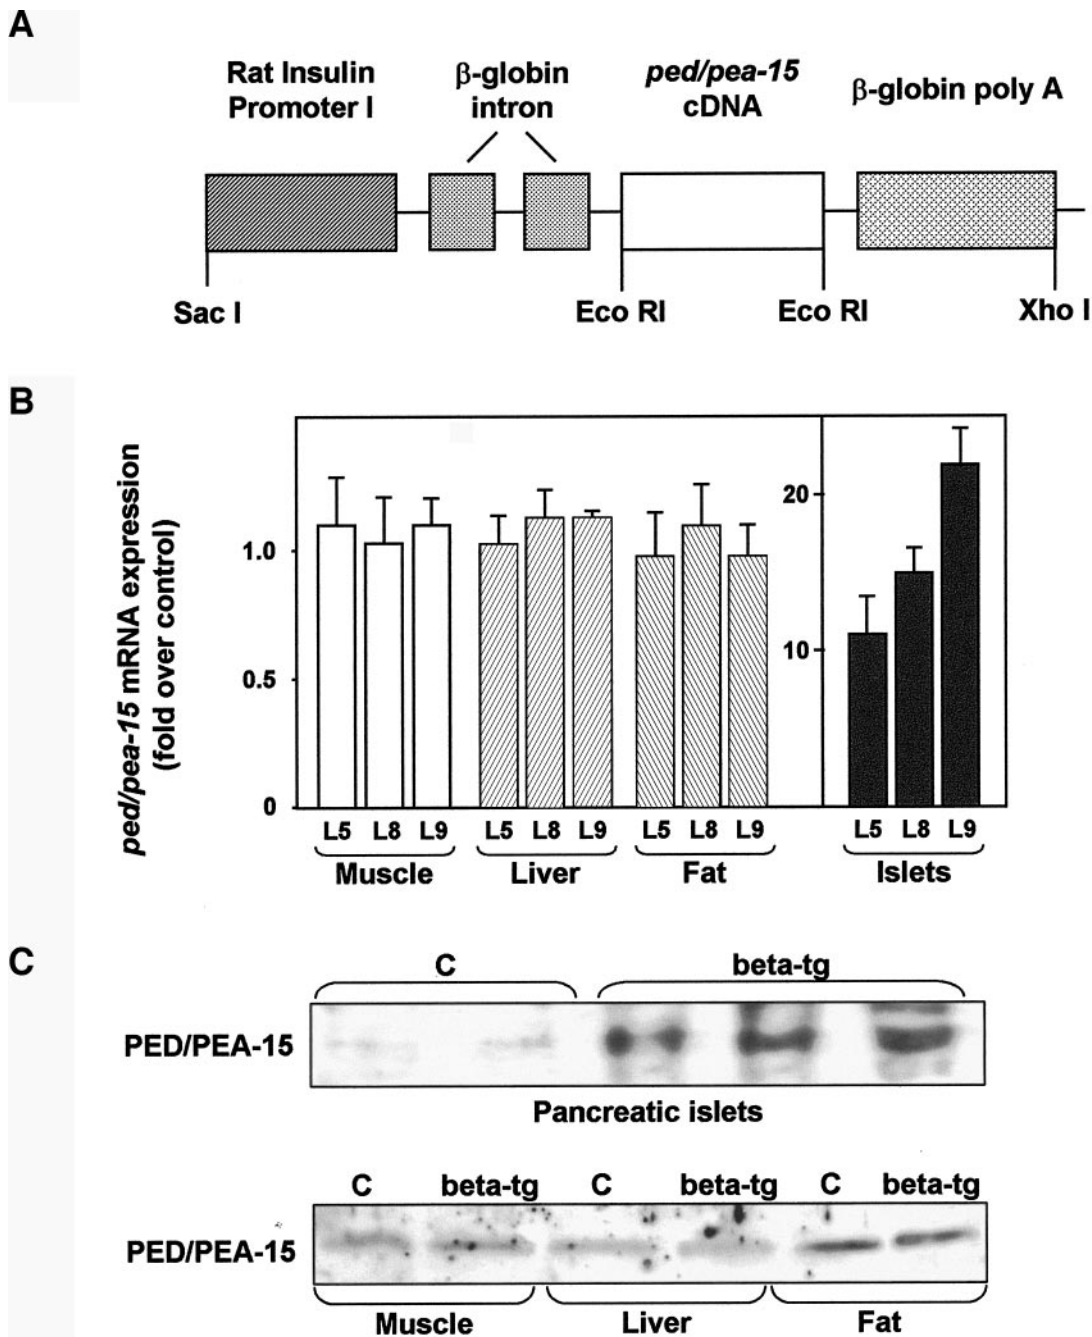 A
Rat Insulin
Promoter I
β-globin
intron
ped/pea-15
cDNA
β-globin poly A
Sac I
Eco RI
Eco RI
Xho I
B
ped/pea-15 mRNA expression
(fold over control)
1.0
0.5
0
20
10
L5 L8 L9 L5 L8 L9 L5 L8 L9 L5 L8 L9
Muscle Liver Fat Islets
C
C beta-tg
PED/PEA-15
Pancreatic islets
C beta-tg C beta-tg C beta-tg
PED/PEA-15
Muscle Liver Fat